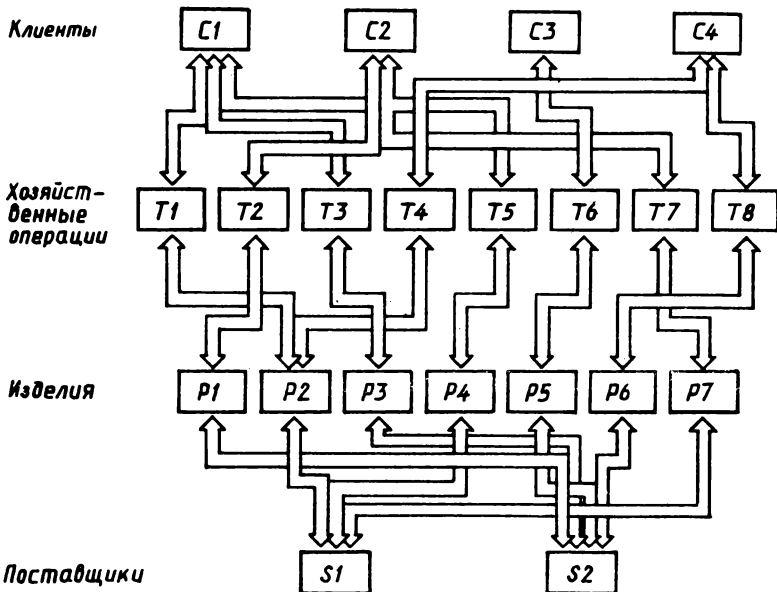 Клиенты C1 C2 C3 C4
Хозяйст-
венные
операции
T1 T2 T3 T4 T5 T6 T7 T8
Изделия P1 P2 P3 P4 P5 P6 P7
Поставщики S1 S2